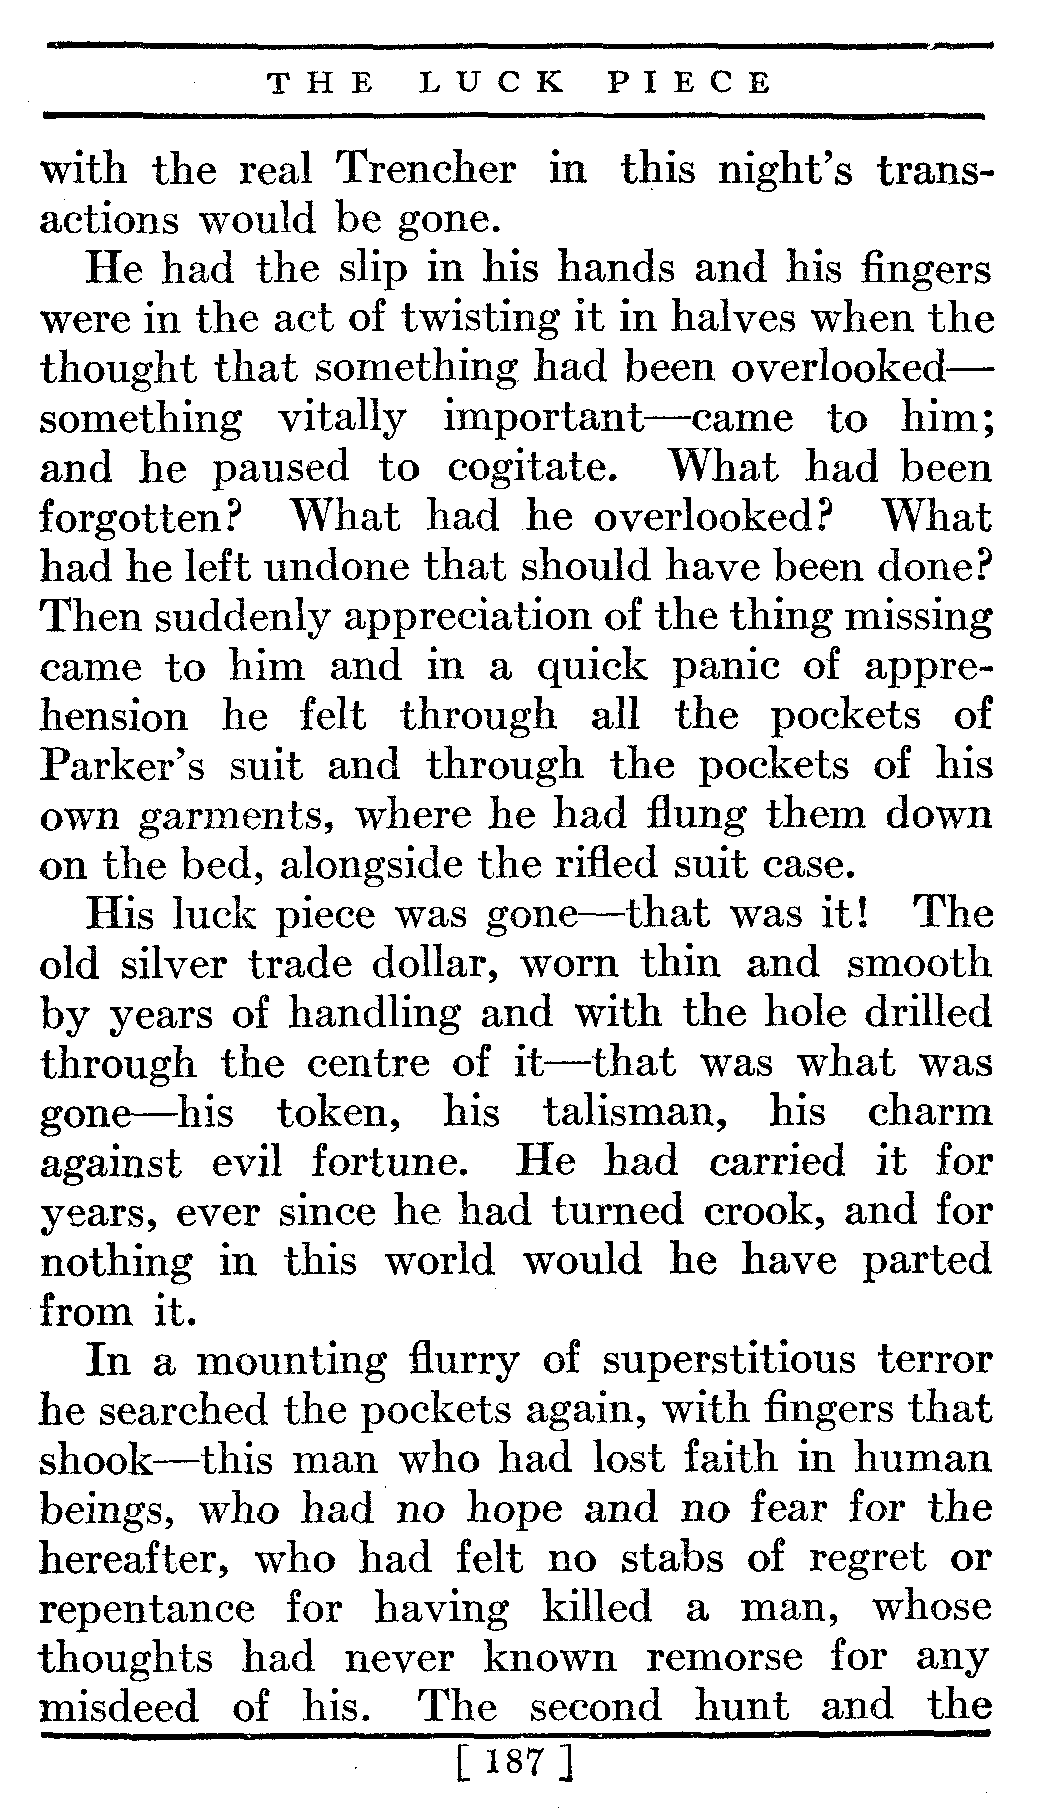 THE LUCK PIECE
with the real Trencher in this night's trans-
actions would be gone.
He had the slip in his hands and his fingers
were in the act of twisting it in halves when the
thought that something had been overlooked—
something vitally important—came to him;
and he paused to cogitate. What had been
forgotten? What had he overlooked? What
had he left undone that should have been done?
Then suddenly appreciation of the thing missing
came to him and in a quick panic of appre-
hension he felt through all the pockets of
Parker's suit and through the pockets of his
own garments, where he had flung them down
on the bed, alongside the rifled suit case.
His luck piece was gone—that was it! The
old silver trade dollar, worn thin and smooth
by years of handling and with the hole drilled
through the centre of it—that was what was
gone—his token, his talisman, his charm
against evil fortune. He had carried it for
years, ever since he had turned crook, and for
nothing in this world would he have parted
from it.
In a mounting flurry of superstitious terror
he searched the pockets again, with fingers that
shook—this man who had lost faith in human
beings, who had no hope and no fear for the
hereafter, who had felt no stabs of regret or
repentance for having killed a man, whose
thoughts had never known remorse for any
misdeed of his. The second hunt and the
[ 187 ]